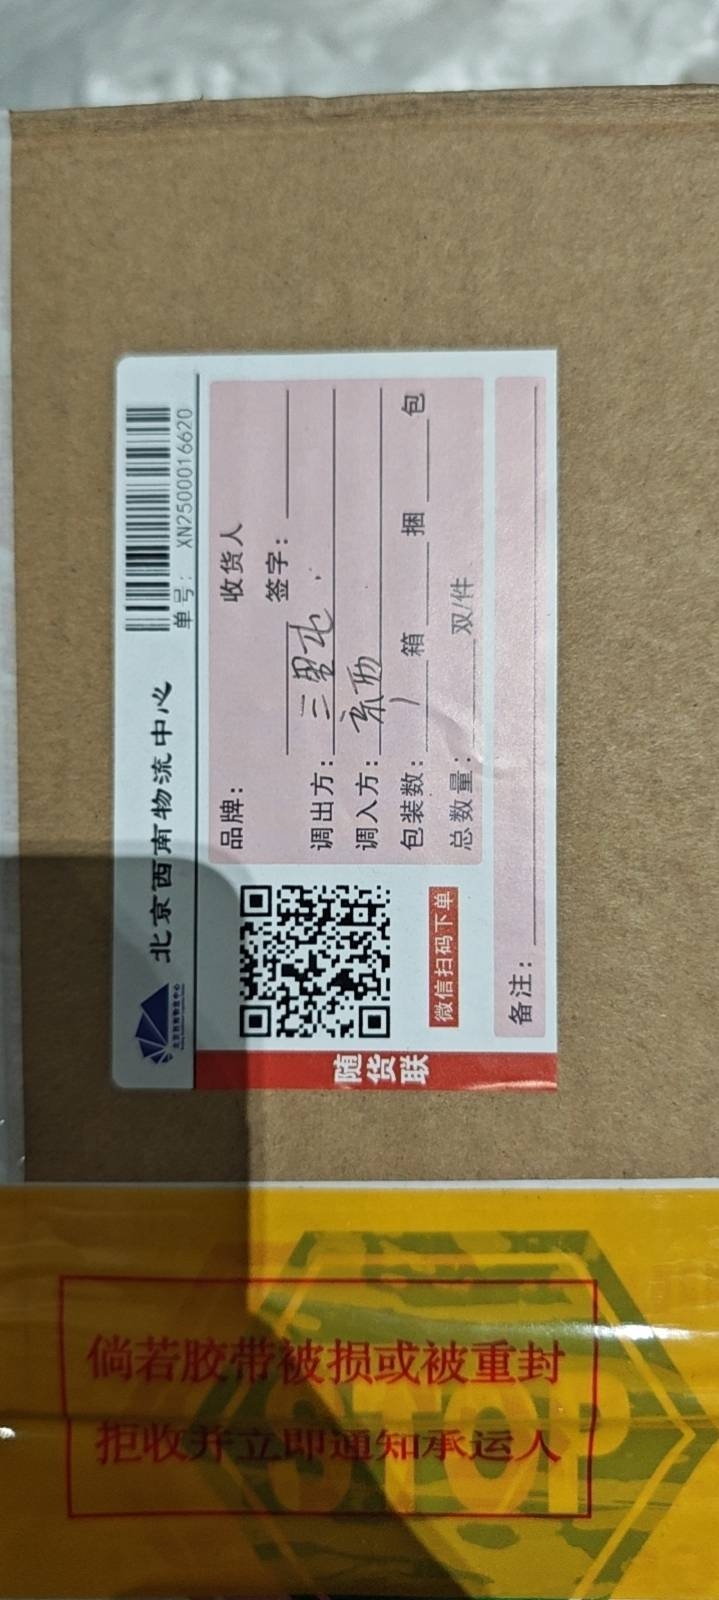 北京西南物流中心
单号： XN2500016620
品牌：
收货人
签字：
调出方：三里屯
调入方：京西
包装数：1箱 捆 包
总数量： 双/件
微信扫码下单
备注：
随货联
倘若胶带被损或被重封
拒收并立即通知承运人
STOP